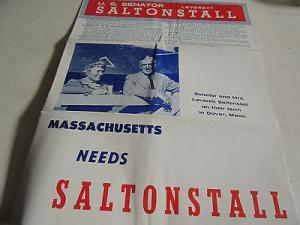 U. S. SENATOR LEVERETT
SALTONSTALL
Senator and Mrs.
Leverett Saltonstall
on their farm
in Dover, Mass.
MASSACHUSETTS
NEEDS
SALTONSTALL